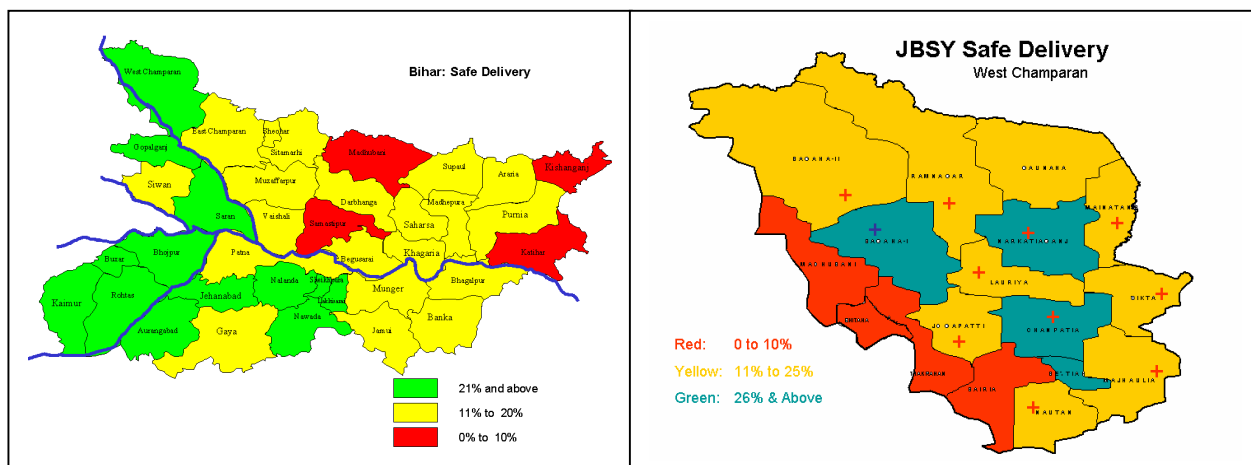 Bihar: Safe Delivery
West Champaran
East Champaran
Sheohar
Sitamarhi
Madhubani
Gopalganj
Siwan
Muzaffarpur
Supaul
Araria
Kishanganj
Darbhanga
Madhepura
Saran
Vaishali
Samastipur
Saharsa
Purnia
Katihar
Khagaria
Begusarai
Bhojpur
Patna
Buxar
Nalanda
Sheikhpura
Munger
Bhagalpur
Kaimur
Rohtas
Jehanabad
Lakhisarai
Nawada
Banka
Aurangabad
Gaya
Jamui
21% and above
11% to 20%
0% to 10%
JBSY Safe Delivery
West Champaran
BAGAHA-II
RAMNAGAR
GAUNAHA
MAINATAND
BAGAHA-I
NARKATIAGANJ
MADHUBANI
LAURIYA
SIKTA
JOGAPATTI
CHANPATIA
BAIRIA
BETTIAH
MAJHAULIA
NAUTAN
Red: 0 to 10%
Yellow: 11% to 25%
Green: 26% & Above